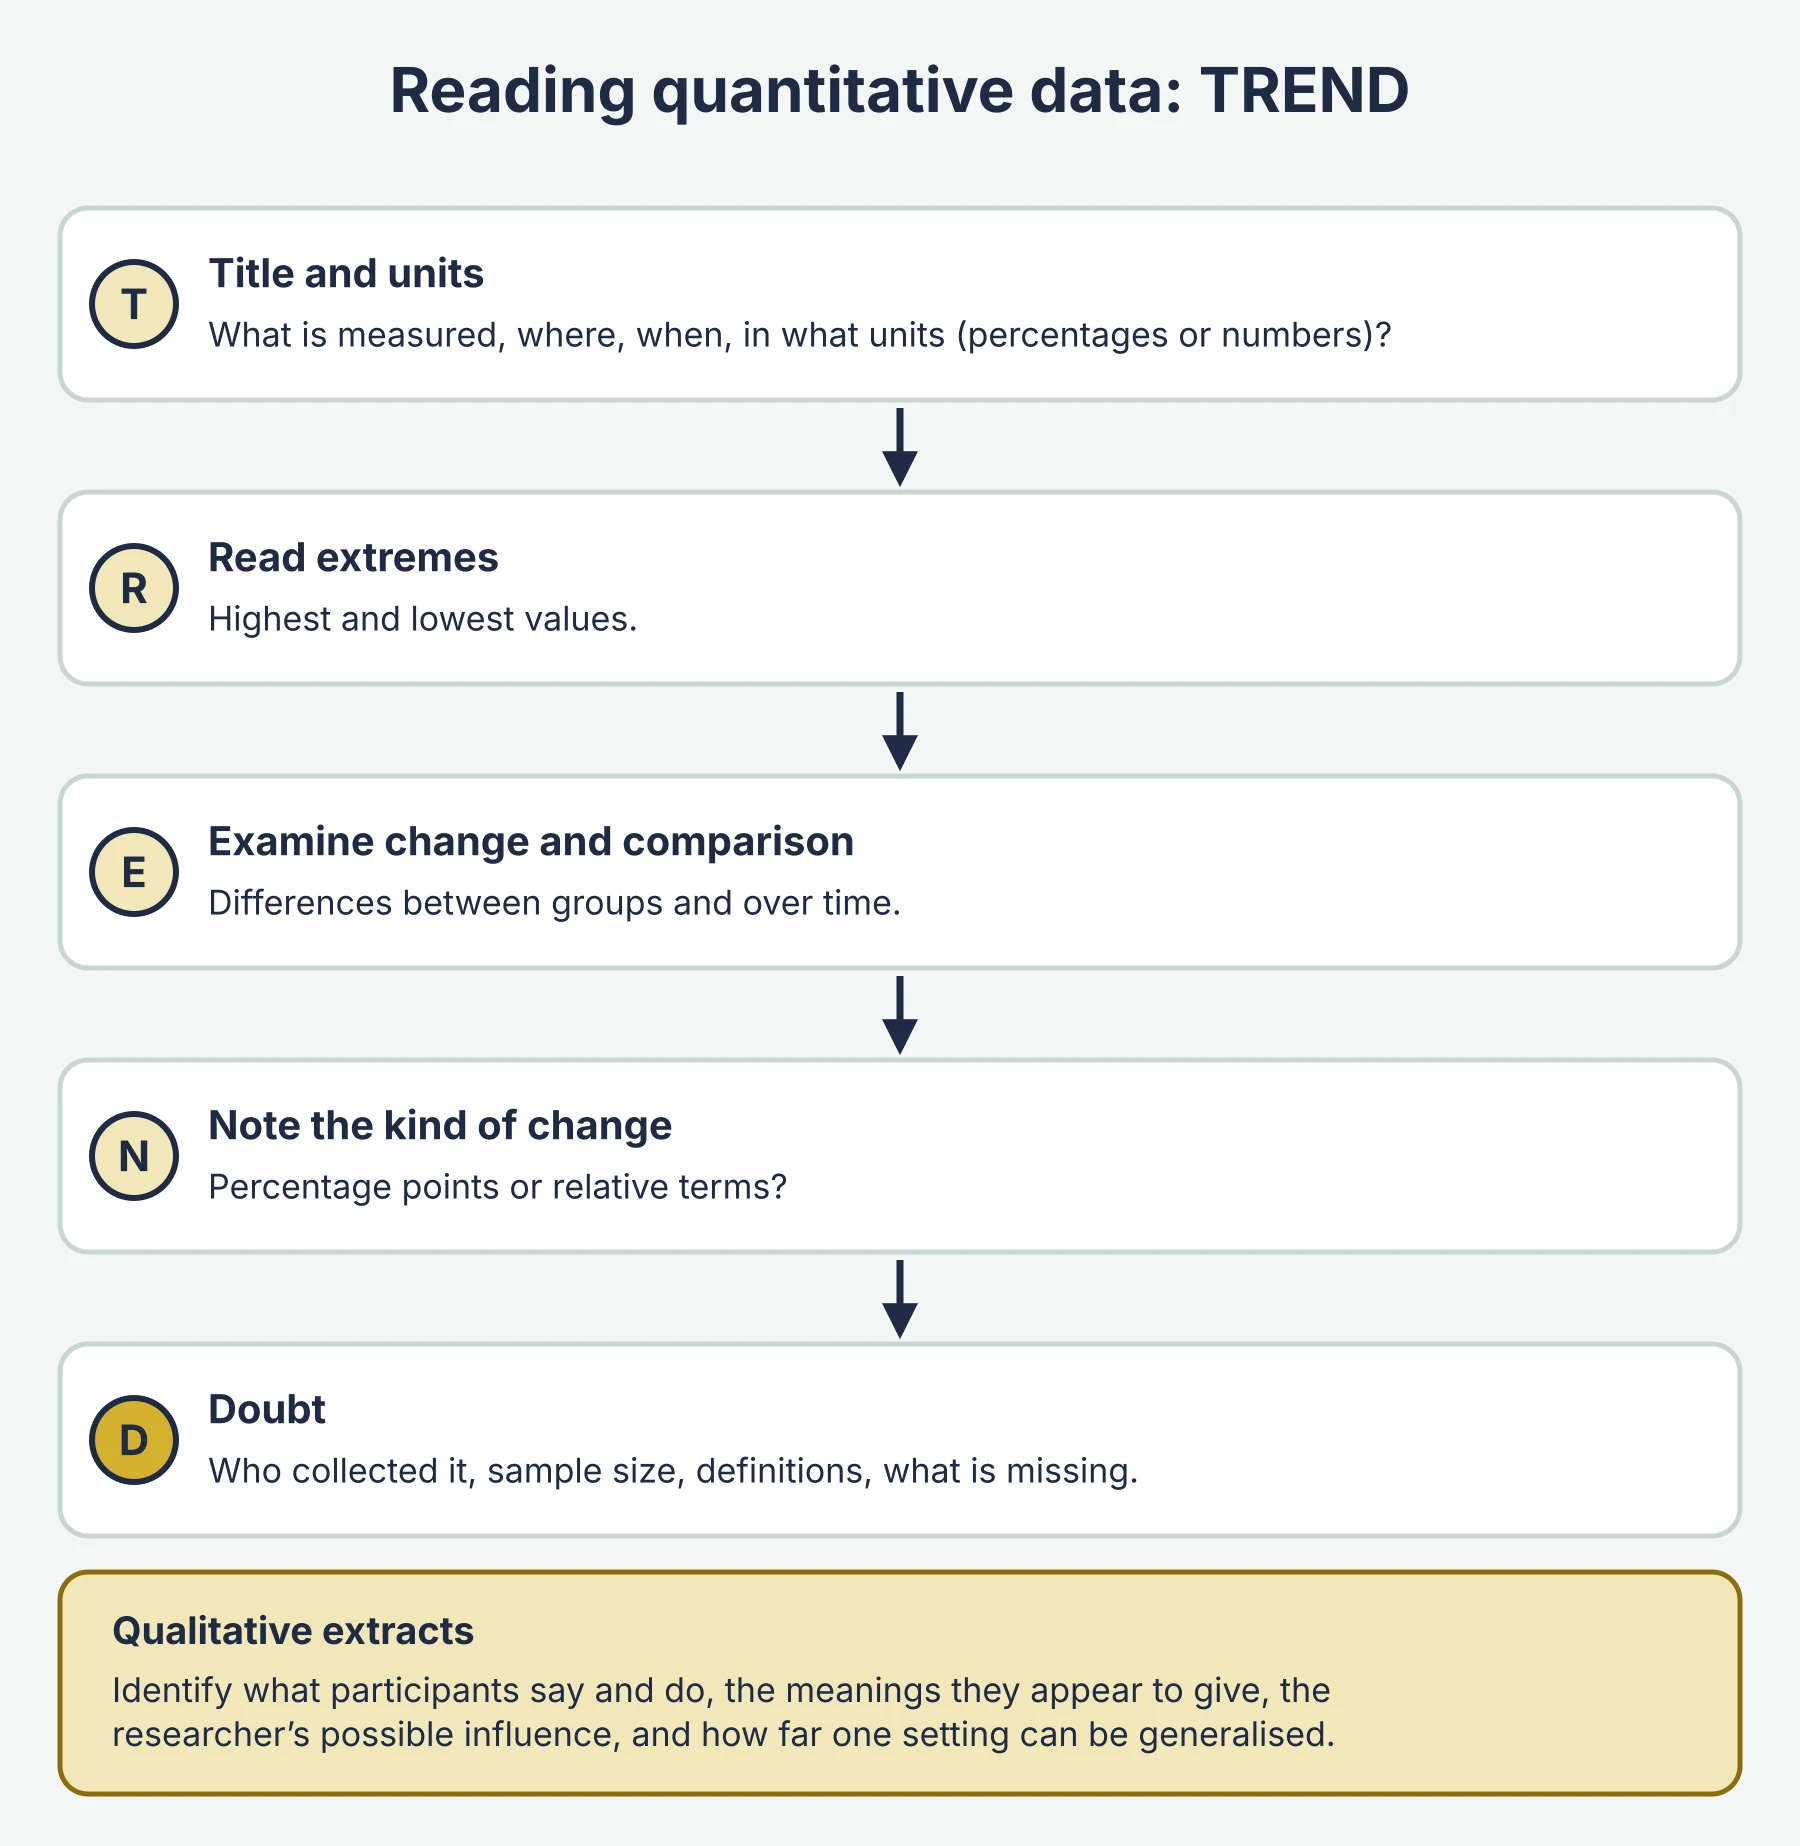 Reading quantitative data: TREND
T
Title and units
What is measured, where, when, in what units (percentages or numbers)?
R
Read extremes
Highest and lowest values.
E
Examine change and comparison
Differences between groups and over time.
N
Note the kind of change
Percentage points or relative terms?
D
Doubt
Who collected it, sample size, definitions, what is missing.
Qualitative extracts
Identify what participants say and do, the meanings they appear to give, the
researcher’s possible influence, and how far one setting can be generalised.